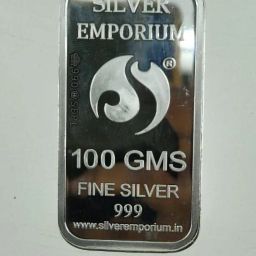 SILVER
EMPORIUM
®
100 GMS
FINE SILVER
999
www.silveremporium.in